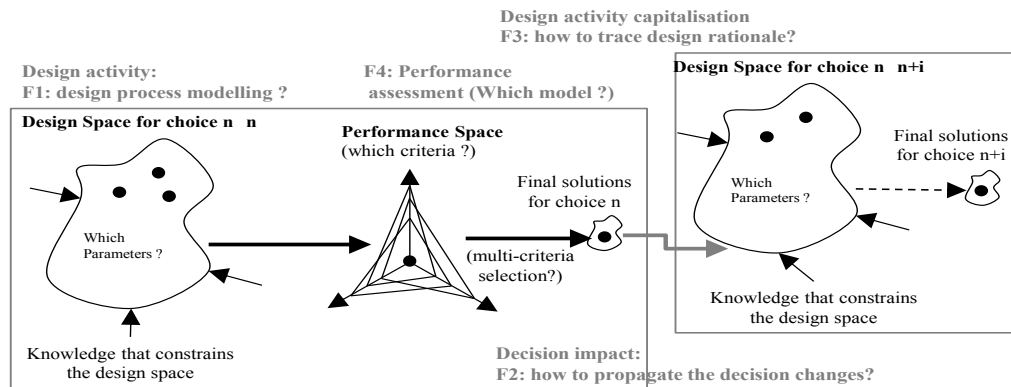 Design activity capitalisation
F3: how to trace design rationale?
Design activity:
F1: design process modelling ?
F4: Performance
assessment (Which model ?)
Design Space for choice n  n
Performance Space
(which criteria ?)
Which
Parameters ?
Final solutions
for choice n
(multi-criteria
selection?)
Knowledge that constrains
the design space
Design Space for choice n  n+i
Which
Parameters ?
Final solutions
for choice n+i
Knowledge that constrains
the design space
Decision impact:
F2: how to propagate the decision changes?